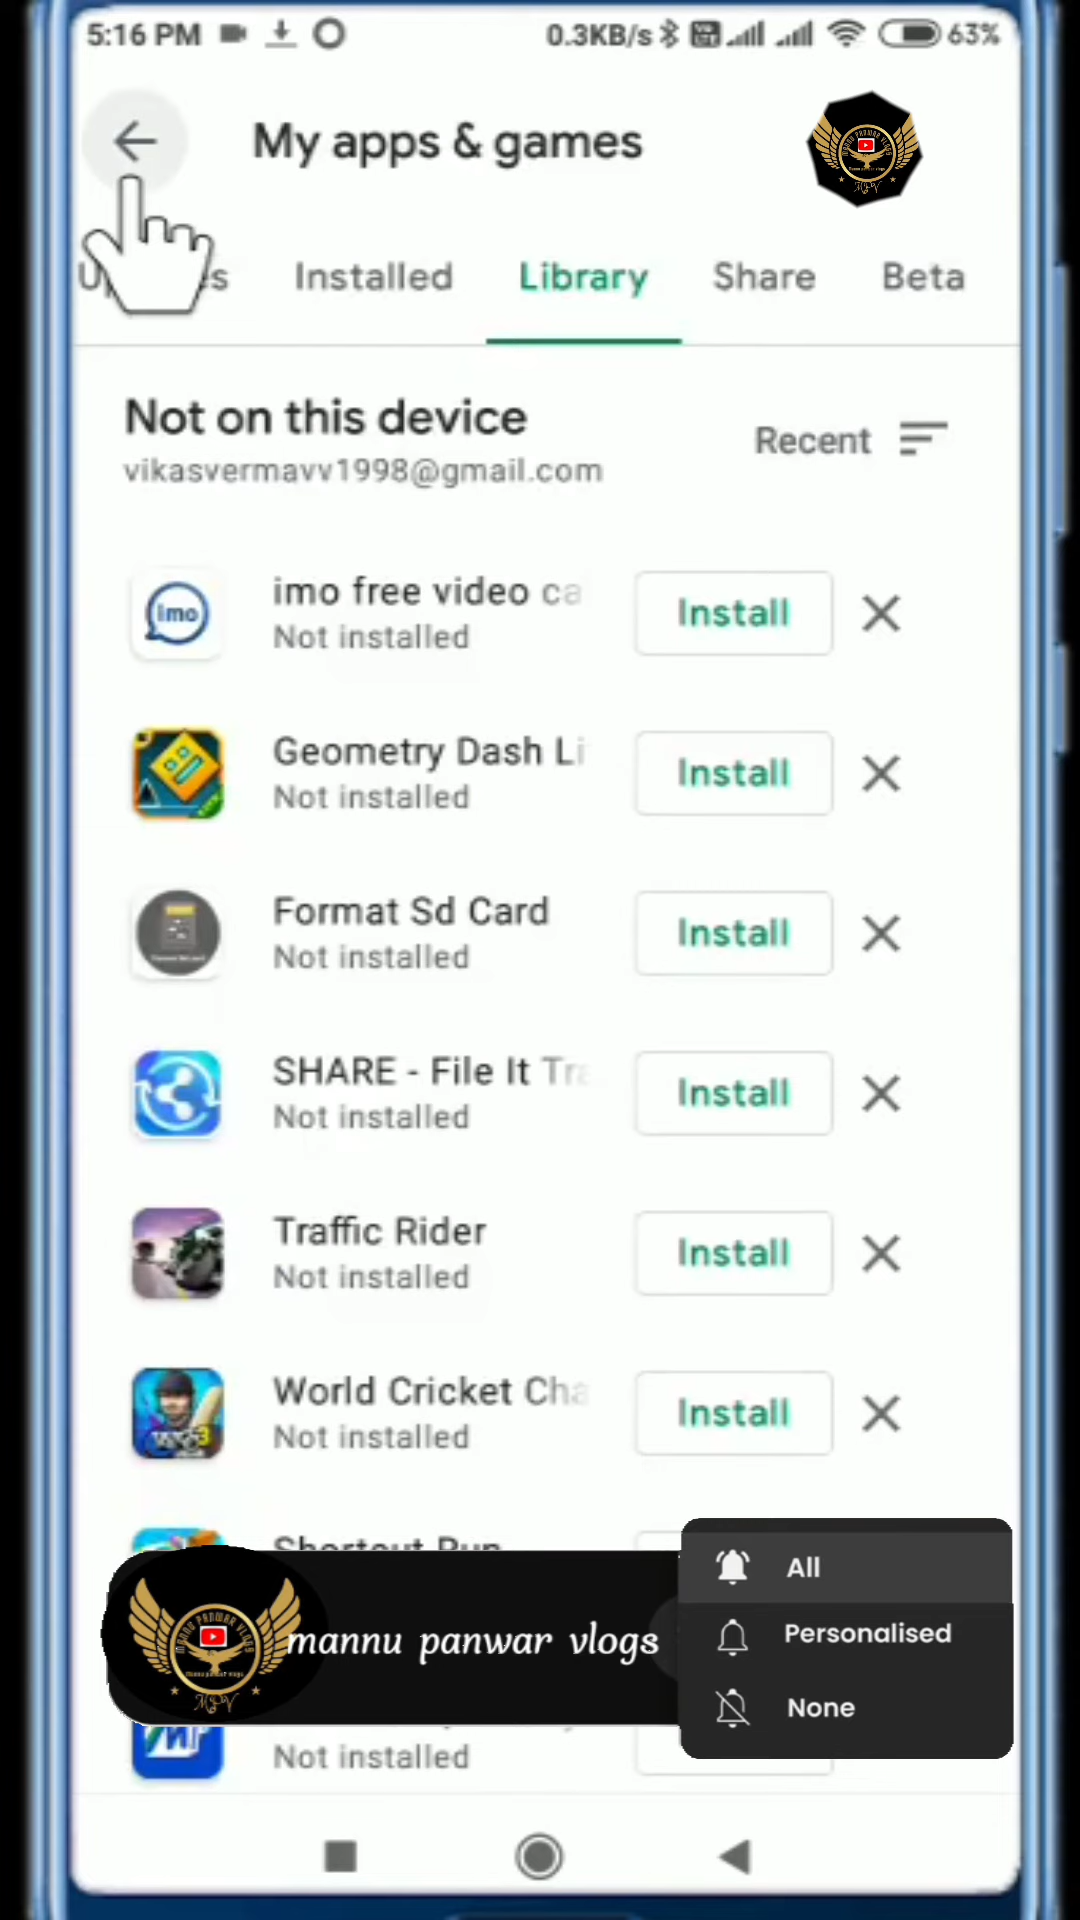 5:16 PM 0.3KB/s 63%
My apps & games
Installed Library Share Beta
Not on this device
Recent
vikasvermavv1998@gmail.com
imo free video ca
Not installed
Install
Geometry Dash Li
Not installed
Install
Format Sd Card
Not installed
Install
SHARE - File It Tra
Not installed
Install
Traffic Rider
Not installed
Install
World Cricket Cha
Not installed
Install
Shortcut Run
All
mannu panwar vlogs
Personalised
None
Not installed